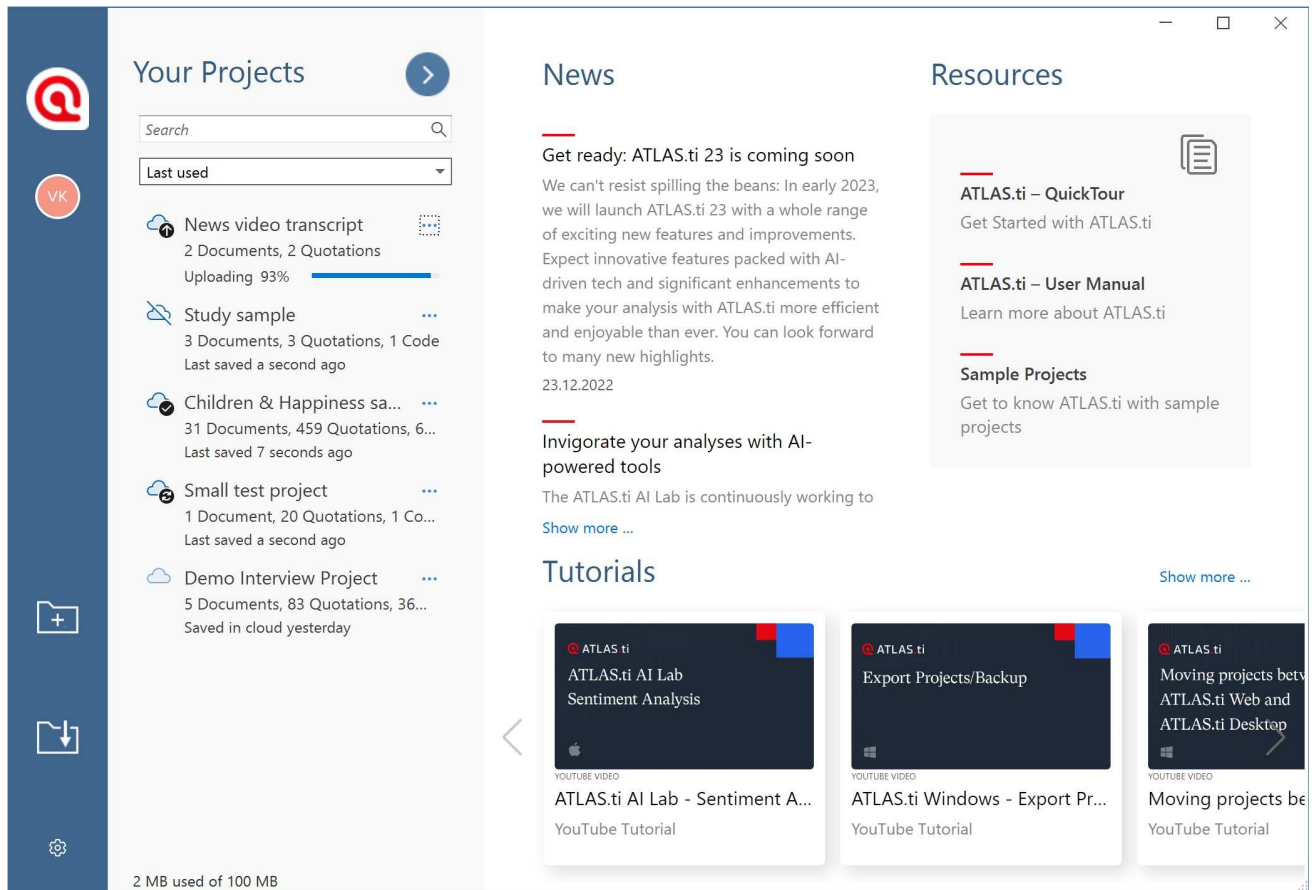 VK
Your Projects
Search
Last used
News video transcript
2 Documents, 2 Quotations
Uploading 93%
Study sample
3 Documents, 3 Quotations, 1 Code
Last saved a second ago
Children & Happiness sa...
31 Documents, 459 Quotations, 6...
Last saved 7 seconds ago
Small test project
1 Document, 20 Quotations, 1 Co...
Last saved a second ago
Demo Interview Project
5 Documents, 83 Quotations, 36...
Saved in cloud yesterday
2 MB used of 100 MB
News
Get ready: ATLAS.ti 23 is coming soon
We can't resist spilling the beans: In early 2023,
we will launch ATLAS.ti 23 with a whole range
of exciting new features and improvements.
Expect innovative features packed with AI-
driven tech and significant enhancements to
make your analysis with ATLAS.ti more efficient
and enjoyable than ever. You can look forward
to many new highlights.
23.12.2022
Invigorate your analyses with AI-
powered tools
The ATLAS.ti AI Lab is continuously working to
Show more ...
Resources
ATLAS.ti – QuickTour
Get Started with ATLAS.ti
ATLAS.ti – User Manual
Learn more about ATLAS.ti
Sample Projects
Get to know ATLAS.ti with sample
projects
Tutorials
Show more ...
ATLAS.ti
ATLAS.ti AI Lab
Sentiment Analysis
YOUTUBE VIDEO
ATLAS.ti AI Lab - Sentiment A...
YouTube Tutorial
ATLAS.ti
Export Projects/Backup
YOUTUBE VIDEO
ATLAS.ti Windows - Export Pr...
YouTube Tutorial
ATLAS.ti
Moving projects betw
ATLAS.ti Web and
ATLAS.ti Desktop
YOUTUBE VIDEO
Moving projects be
YouTube Tutorial